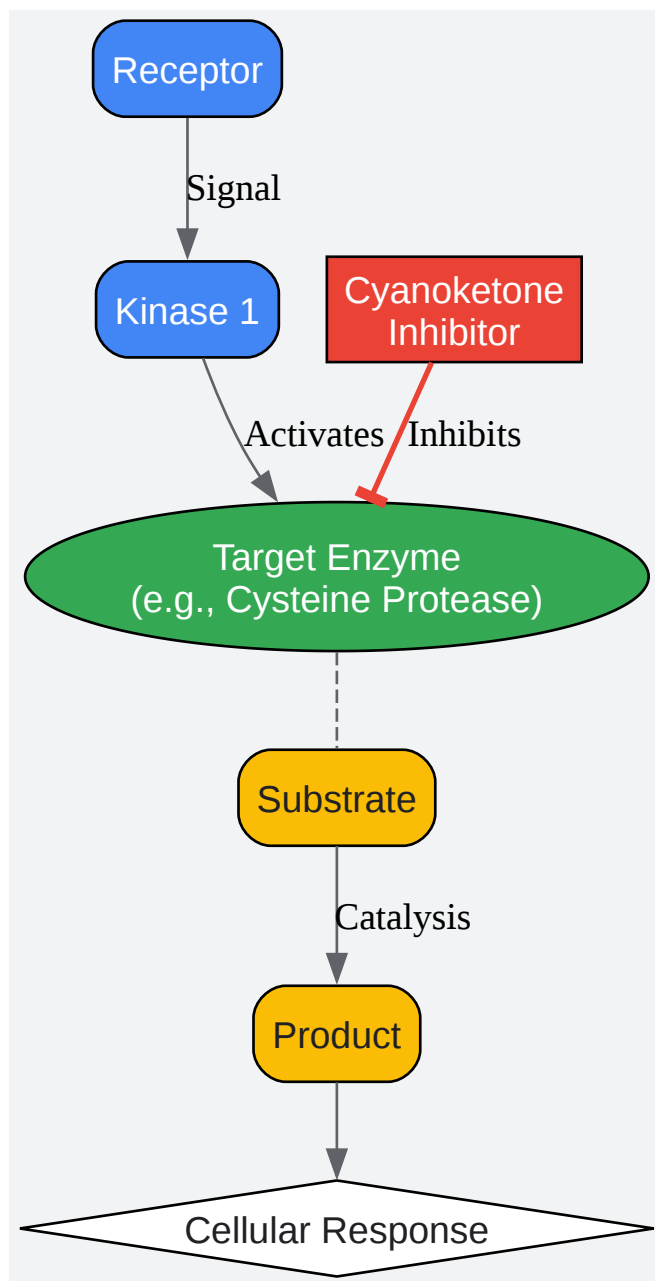 Receptor
Signal
Kinase 1
Cyanoketone
Inhibitor
Activates
Inhibits
Target Enzyme
(e.g., Cysteine Protease)
Substrate
Catalysis
Product
Cellular Response